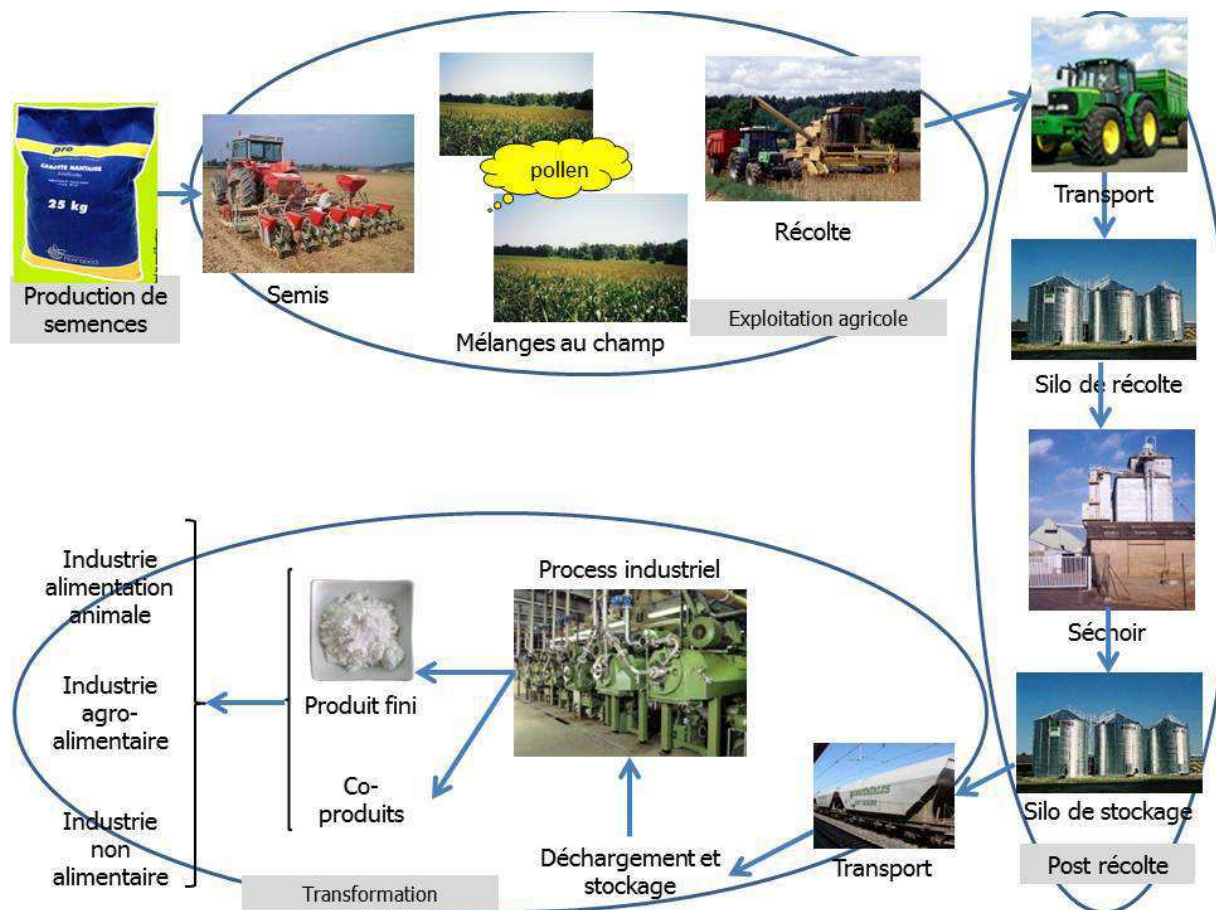 pro
25 kg
Production de
semences
Semis
pollen
Mélanges au champ
Récolte
Exploitation agricole
Transport
Silo de récolte
Séchoir
Silo de stockage
Post récolte
Transport
Déchargement et
stockage
Process industriel
Produit fini
Co-
produits
Transformation
Industrie
alimentation
animale
Industrie
agro-
alimentaire
Industrie
non
alimentaire